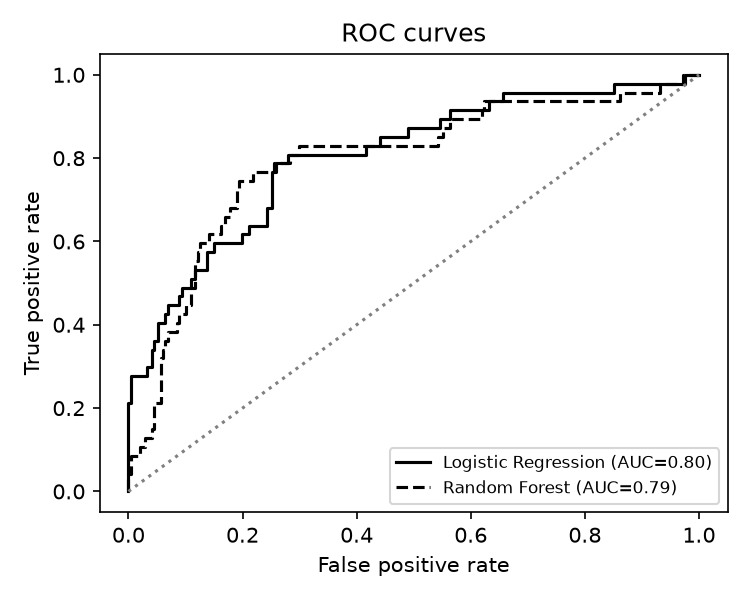 ROC curves
1.0
0.8
0.6
0.4
0.2
0.0
True positive rate
0.0 0.2 0.4 0.6 0.8 1.0
False positive rate
Logistic Regression (AUC=0.80)
Random Forest (AUC=0.79)